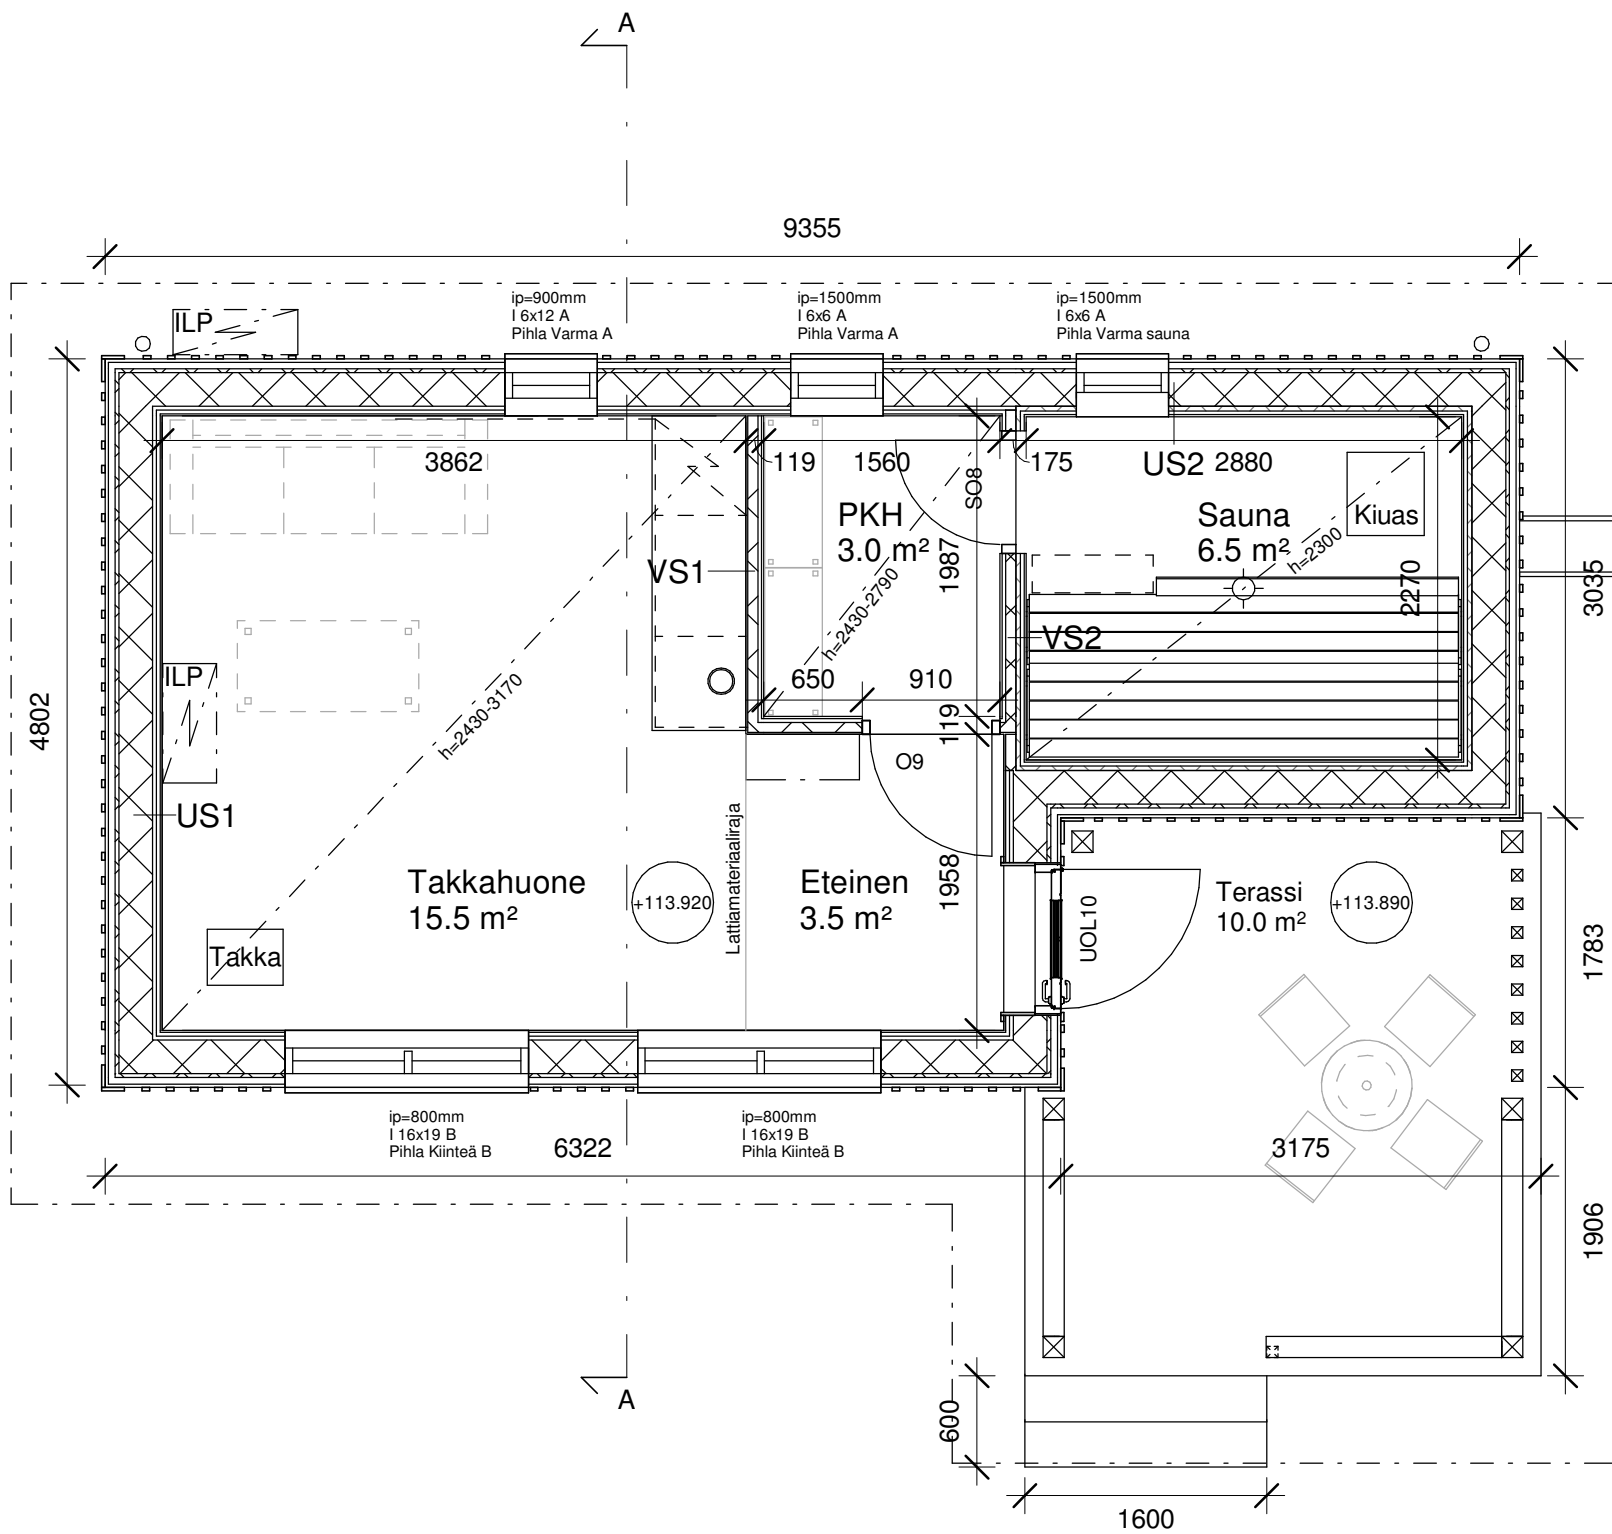 A
9355
ip=900mm
I 6x12 A
Pihla Varma A
ip=1500mm
I 6x6 A
Pihla Varma A
ip=1500mm
I 6x6 A
Pihla Varma sauna
ILP
3862
119
1560
SO8
175
US2
2880
PKH
3.0 m²
1987
Sauna
6.5 m²
Kiuas
h=2300
2270
3035
VS1
h=2430-2790
VS2
650
910
119
ILP
h=2430-3170
4802
O9
US1
Lattiamateriaaliraja
Takkahuone
15.5 m²
+113.920
Eteinen
3.5 m²
1958
UOL10
Terassi
10.0 m²
+113.890
1783
Takka
ip=800mm
I 16x19 B
Pihla Kiinteä B
6322
ip=800mm
I 16x19 B
Pihla Kiinteä B
3175
1906
A
600
1600